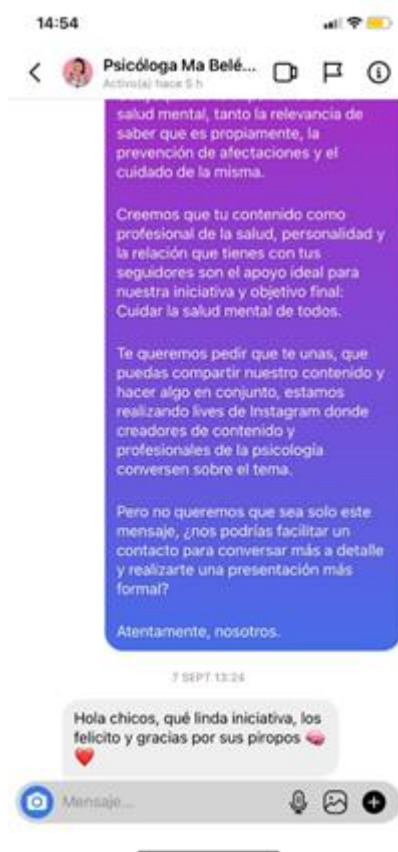 14:54
Psicóloga Ma Belé...
Activo(a) hace 5 h
salud mental, tanto la relevancia de
saber que es propiamente, la
prevención de afectaciones y el
cuidado de la misma.
Creemos que tu contenido como
profesional de la salud, personalidad y
la relación que tienes con tus
seguidores son el apoyo ideal para
nuestra iniciativa y objetivo final:
Cuidar la salud mental de todos.
Te queremos pedir que te unas, que
puedas compartir nuestro contenido y
hacer algo en conjunto, estamos
realizando lives de Instagram donde
creadores de contenido y
profesionales de la psicología
conversen sobre el tema.
Pero no queremos que sea solo este
mensaje, ¿nos podrías facilitar un
contacto para conversar más a detalle
y realizarte una presentación más
formal?
Atentamente, nosotros.
7 SEPT 13:24
Hola chicos, qué linda iniciativa, los
felicito y gracias por sus piropos 🧠
❤️
Mensaje...